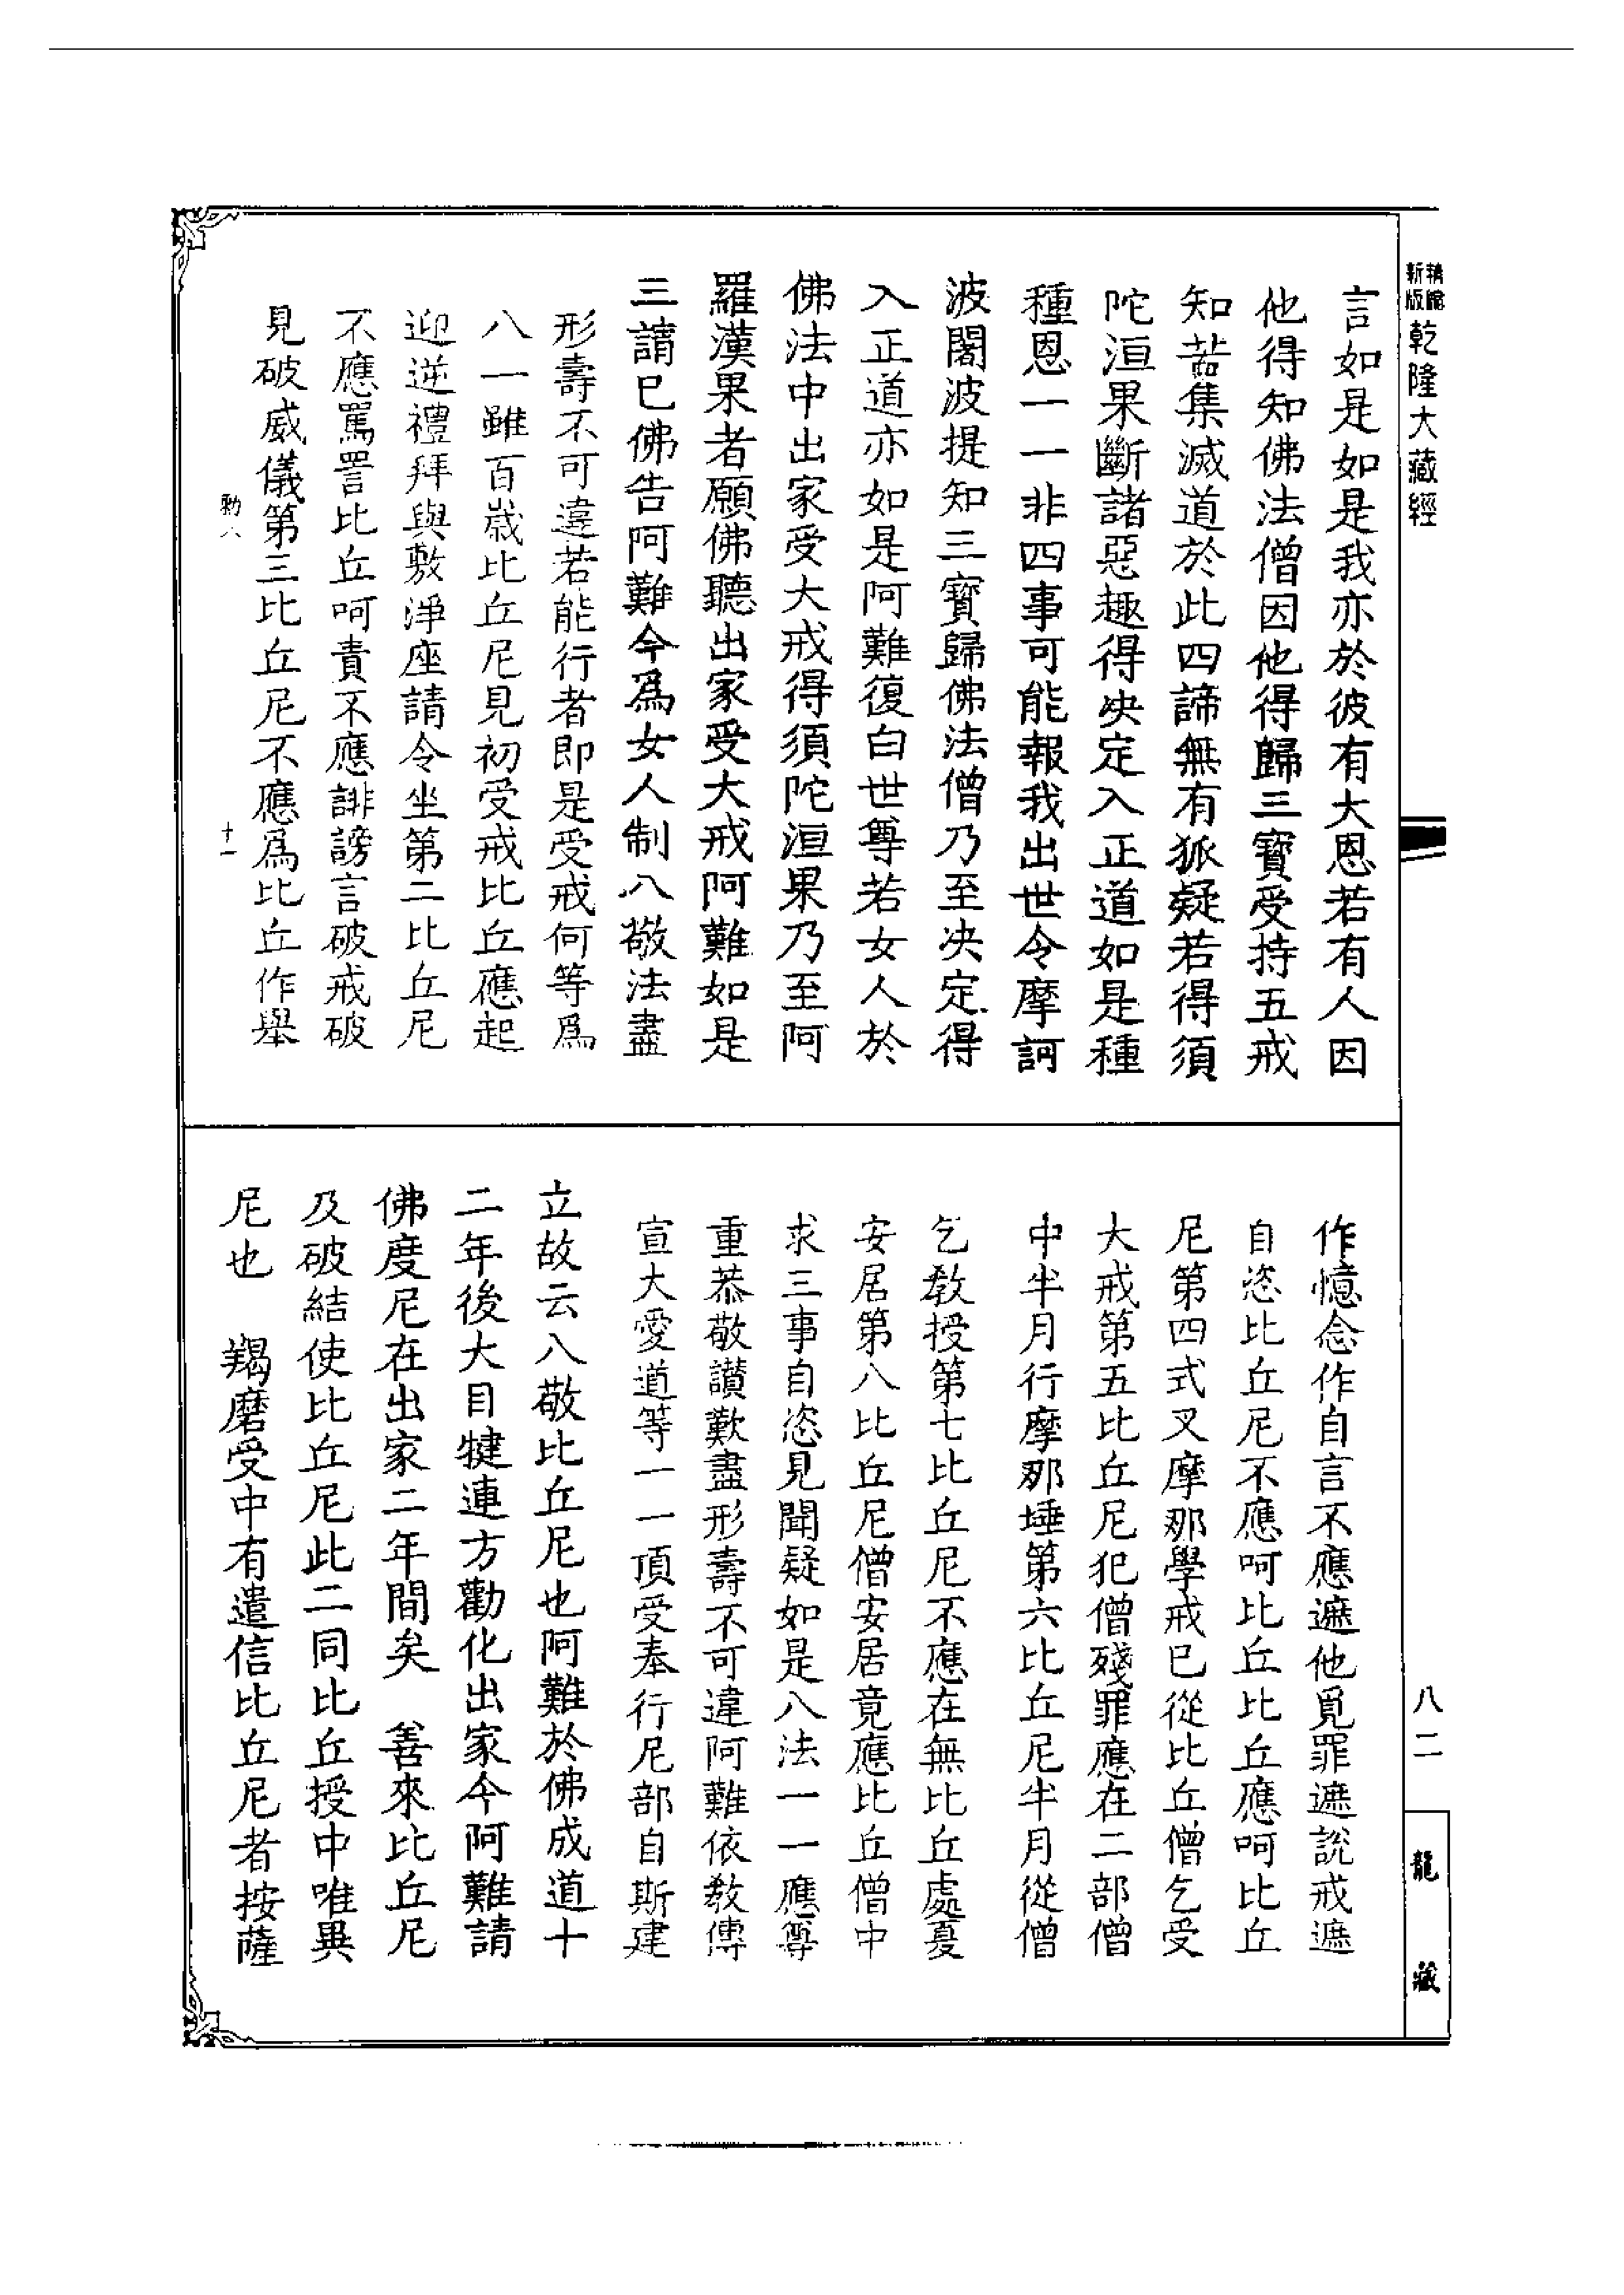 新版精縮乾隆大藏經
言如是如是我亦於彼有大恩若有人因
他得知佛法僧因他得歸三寶受持五戒
知苦集滅道於此四諦無有狐疑若得須
陀洹果斷諸惡趣得決定入正道如是種
種恩一一非四事可能報我出世令摩訶
波闍波提知三寶歸佛法僧乃至決定得
入正道亦如是阿難復白世尊若女人於
佛法中出家受大戒得須陀洹果乃至阿
羅漢果者願佛聽出家受大戒阿難如是
三請已佛告阿難今為女人制八敬法盡
形壽不可違若能行者即是受戒何等為
八一雖百歲比丘尼見初受戒比丘應起
迎逆禮拜與敷淨座請令坐第二比丘尼
不應罵詈比丘呵責不應誹謗言破戒破
見破威儀第三比丘尼不應為比丘作舉
十一
作憶念作自言不應遮他覓罪遮說戒遮
自恣比丘尼不應呵比丘比丘應呵比丘
尼第四式叉摩那學戒已從比丘僧乞受
大戒第五比丘尼犯僧殘罪應在二部僧
中半月行摩那埵第六比丘尼半月從僧
乞教授第七比丘尼不應在無比丘處夏
安居第八比丘尼僧安居竟應比丘僧中
求三事自恣見聞疑如是八法一一應尊
重恭敬讚歎盡形壽不可違阿難依教傳
宣大愛道等一一頂受奉行尼部自斯建
立故云八敬比丘尼也阿難於佛成道十
二年後大目犍連方勸化出家今阿難請
佛度尼在出家二年間矣 善來比丘尼
及破結使比丘尼此二同比丘授中唯異
尼也 羯磨受中有遣信比丘尼者按薩
八二
龍藏